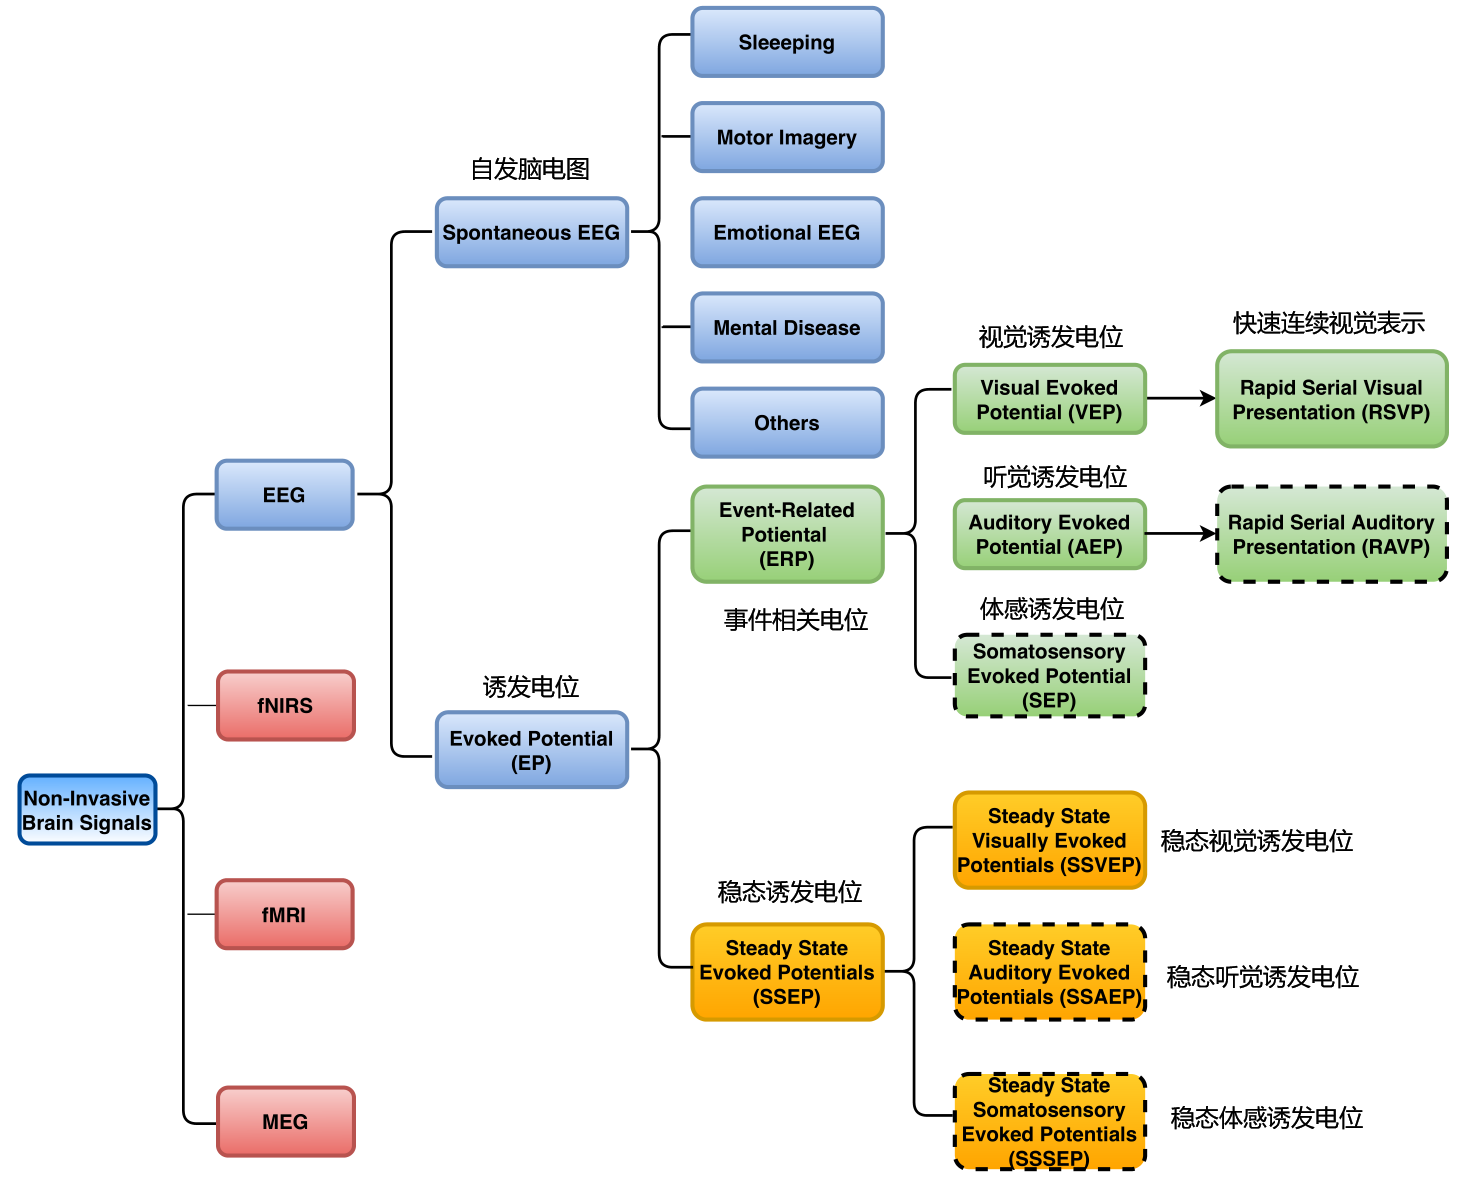 Sleeeping
Motor Imagery
自发脑电图
Spontaneous EEG
Emotional EEG
Mental Disease
Others
视觉诱发电位
Visual Evoked
Potential (VEP)
快速连续视觉表示
Rapid Serial Visual
Presentation (RSVP)
EEG
Event-Related
Potiental
(ERP)
事件相关电位
听觉诱发电位
Auditory Evoked
Potential (AEP)
Rapid Serial Auditory
Presentation (RAVP)
体感诱发电位
Somatosensory
Evoked Potential
(SEP)
fNIRS
诱发电位
Evoked Potential
(EP)
Non-Invasive
Brain Signals
Steady State
Visually Evoked
Potentials (SSVEP)
稳态视觉诱发电位
fMRI
稳态诱发电位
Steady State
Evoked Potentials
(SSEP)
Steady State
Auditory Evoked
Potentials (SSAEP)
稳态听觉诱发电位
MEG
Steady State
Somatosensory
Evoked Potentials
(SSSEP)
稳态体感诱发电位